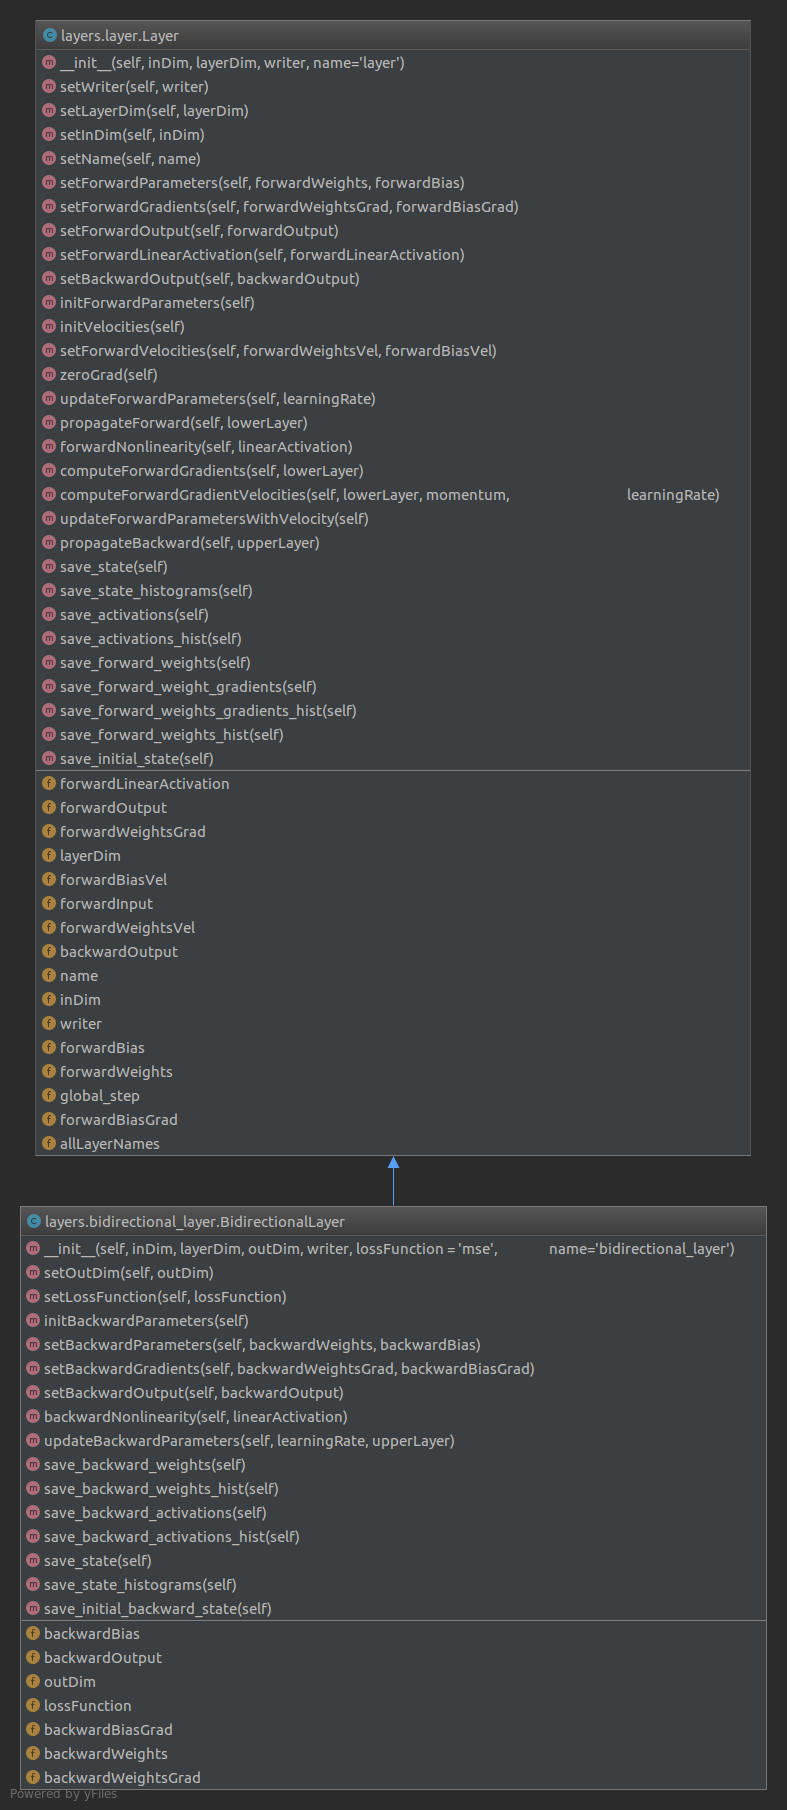 layers.layer.Layer
__init__(self, inDim, layerDim, writer, name='layer')
setWriter(self, writer)
setLayerDim(self, layerDim)
setInDim(self, inDim)
setName(self, name)
setForwardParameters(self, forwardWeights, forwardBias)
setForwardGradients(self, forwardWeightsGrad, forwardBiasGrad)
setForwardOutput(self, forwardOutput)
setForwardLinearActivation(self, forwardLinearActivation)
setBackwardOutput(self, backwardOutput)
initForwardParameters(self)
initVelocities(self)
setForwardVelocities(self, forwardWeightsVel, forwardBiasVel)
zeroGrad(self)
updateForwardParameters(self, learningRate)
propagateForward(self, lowerLayer)
forwardNonlinearity(self, linearActivation)
computeForwardGradients(self, lowerLayer)
computeForwardGradientVelocities(self, lowerLayer, momentum, learningRate)
updateForwardParametersWithVelocity(self)
propagateBackward(self, upperLayer)
save_state(self)
save_state_histograms(self)
save_activations(self)
save_activations_hist(self)
save_forward_weights(self)
save_forward_weight_gradients(self)
save_forward_weights_gradients_hist(self)
save_forward_weights_hist(self)
save_initial_state(self)
forwardLinearActivation
forwardOutput
forwardWeightsGrad
layerDim
forwardBiasVel
forwardInput
forwardWeightsVel
backwardOutput
name
inDim
writer
forwardBias
forwardWeights
global_step
forwardBiasGrad
allLayerNames
layers.bidirectional_layer.BidirectionalLayer
__init__(self, inDim, layerDim, outDim, writer, lossFunction = 'mse', name='bidirectional_layer')
setOutDim(self, outDim)
setLossFunction(self, lossFunction)
initBackwardParameters(self)
setBackwardParameters(self, backwardWeights, backwardBias)
setBackwardGradients(self, backwardWeightsGrad, backwardBiasGrad)
setBackwardOutput(self, backwardOutput)
backwardNonlinearity(self, linearActivation)
updateBackwardParameters(self, learningRate, upperLayer)
save_backward_weights(self)
save_backward_weights_hist(self)
save_backward_activations(self)
save_backward_activations_hist(self)
save_state(self)
save_state_histograms(self)
save_initial_backward_state(self)
backwardBias
backwardOutput
outDim
lossFunction
backwardBiasGrad
backwardWeights
backwardWeightsGrad
Powered by yFiles